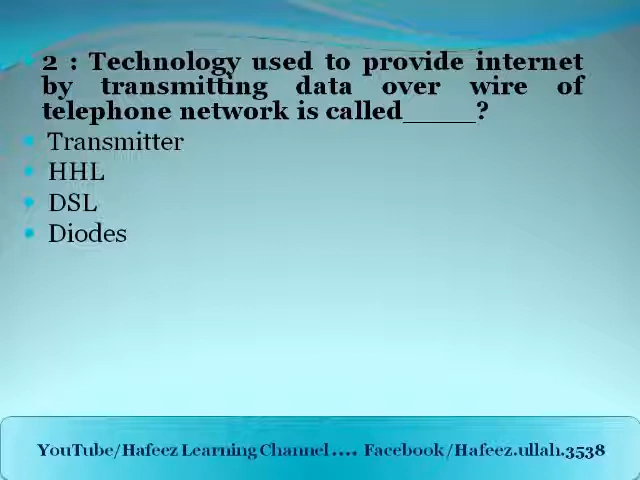 2 : Technology used to provide internet
by transmitting data over wire of
telephone network is called____?
Transmitter
HHL
DSL
Diodes
YouTube/Hafeez Learning Channel .... Facebook/Hafeez.ullah.3538